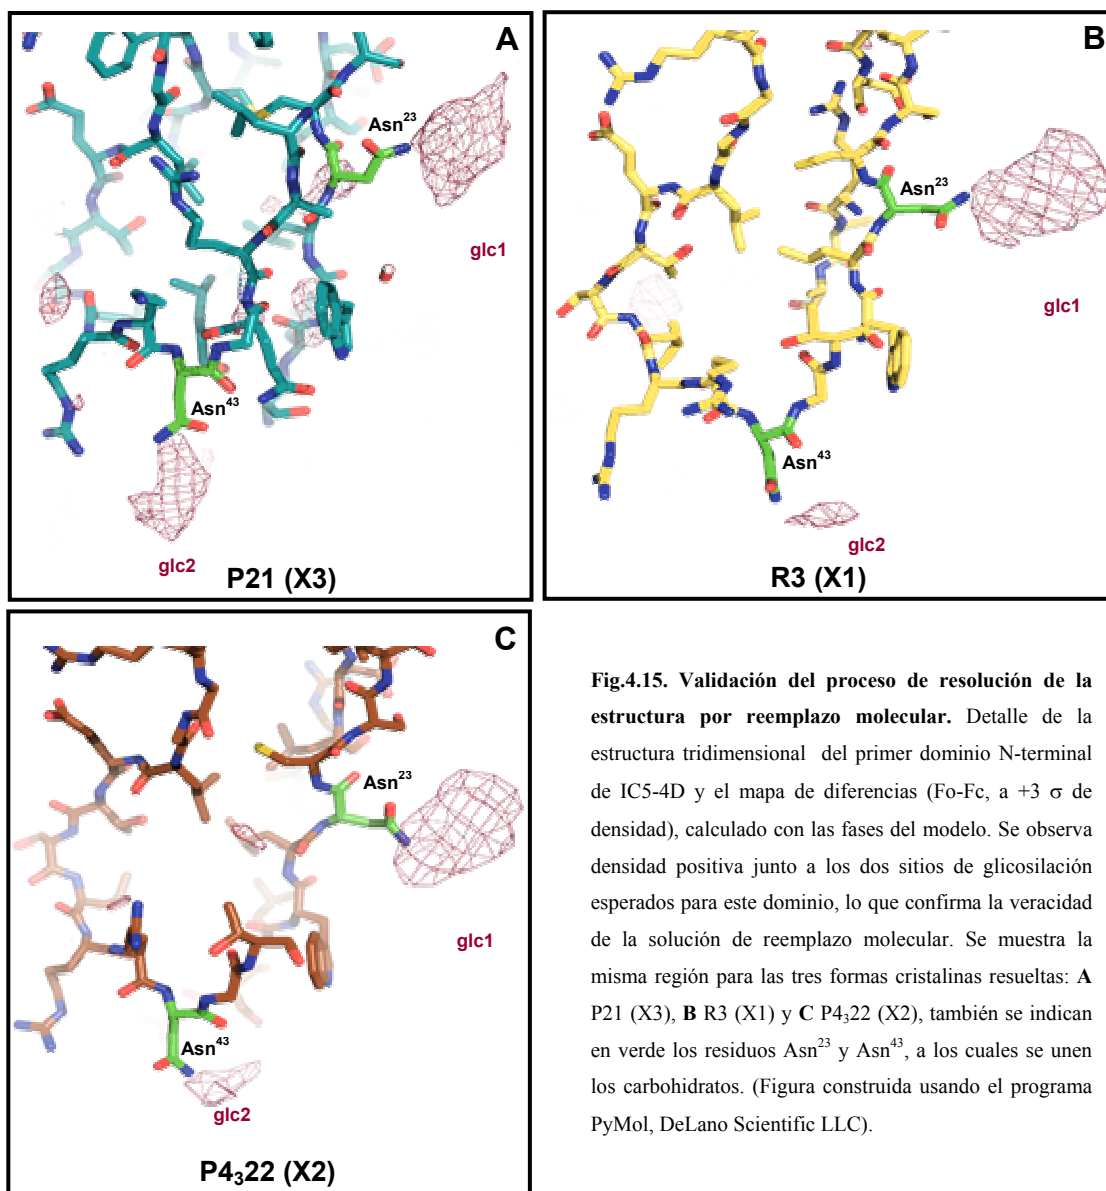 A
Asn23
glc1
Asn43
glc2
P21 (X3)
B
Asn23
glc1
Asn43
glc2
R3 (X1)
C
Asn23
glc1
Asn43
glc2
P4322 (X2)
Fig.4.15. Validación del proceso de resolución de la
estructura por reemplazo molecular. Detalle de la
estructura tridimensional del primer dominio N-terminal
de IC5-4D y el mapa de diferencias (Fo-Fc, a +3 σ de
densidad), calculado con las fases del modelo. Se observa
densidad positiva junto a los dos sitios de glicosilación
esperados para este dominio, lo que confirma la veracidad
de la solución de reemplazo molecular. Se muestra la
misma región para las tres formas cristalinas resueltas: A
P21 (X3), B R3 (X1) y C P4322 (X2), también se indican
en verde los residuos Asn23 y Asn43, a los cuales se unen
los carbohidratos. (Figura construida usando el programa
PyMol, DeLano Scientific LLC).